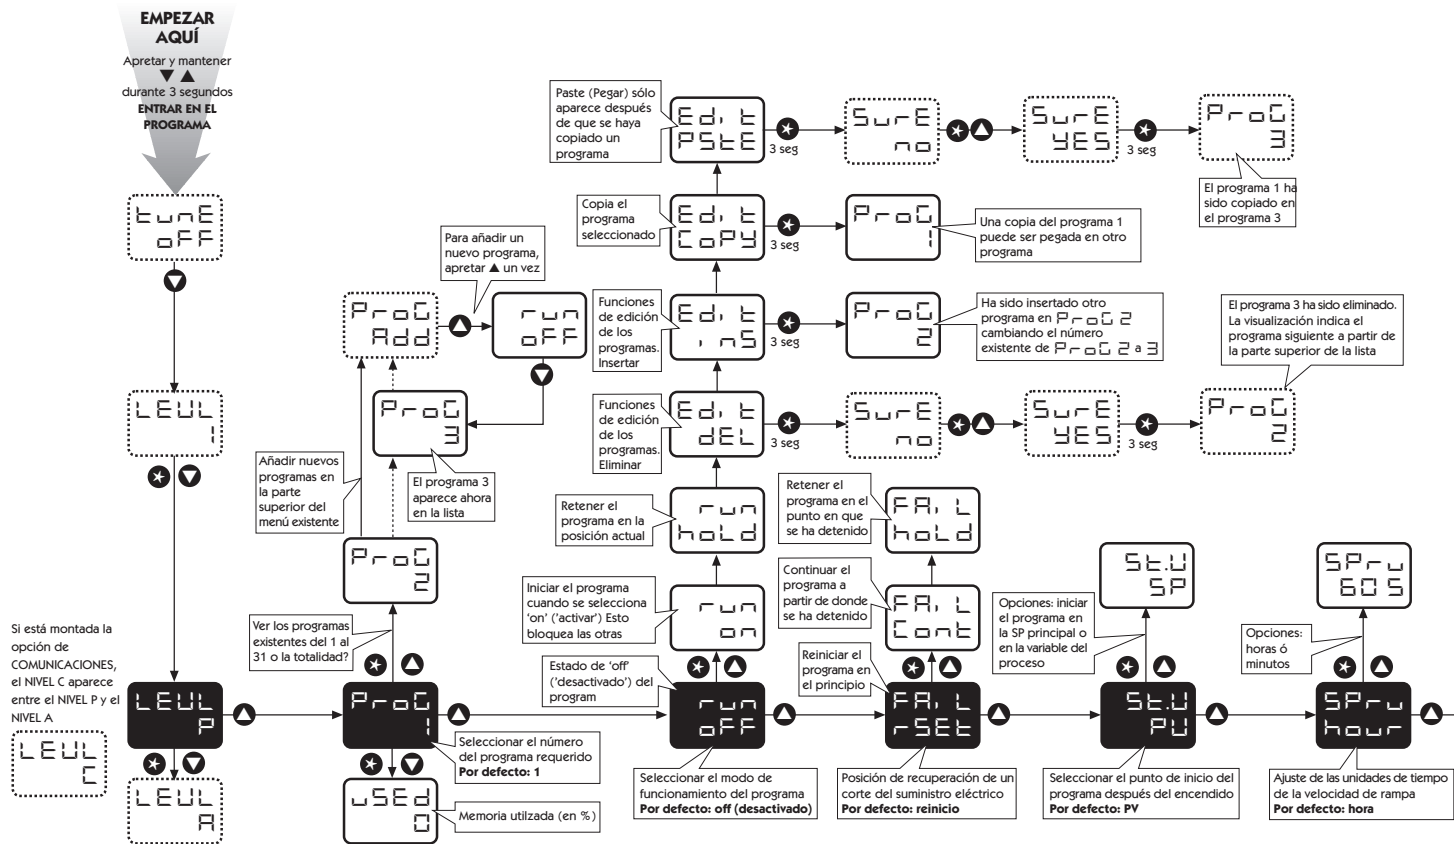 EMPEZAR
AQUÍ
Apretar y mantener
▼ ▲
durante 3 segundos
ENTRAR EN EL
PROGRAMA
tunE
oFF
LEUL
1
Si está montada la
opción de
COMUNICACIONES,
el NIVEL C aparece
entre el NIVEL P y el
NIVEL A
LEUL
C
LEUL
P
LEUL
A
Añadir nuevos
programas en
la parte
superior del
menú existente
ProG
Add
Para añadir un
nuevo programa,
apretar ▲ un vez
run
oFF
ProG
3
El programa 3
aparece ahora
en la lista
ProG
2
Ver los programas
existentes del 1 al
31 o la totalidad?
ProG
1
Seleccionar el número
del programa requerido
Por defecto: 1
uSEd
0
Memoria utilzada (en %)
Paste (Pegar) sólo
aparece después
de que se haya
copiado un
programa
Edit
PStE
3 seg
SurE
no
SurE
YES
3 seg
ProG
3
El programa 1 ha
sido copiado en
el programa 3
Copia el
programa
seleccionado
Edit
CoPY
3 seg
ProG
1
Una copia del programa 1
puede ser pegada en otro
programa
Funciones
de edición
de los
programas.
Insertar
Edit
inS
3 seg
ProG
2
Ha sido insertado otro
programa en ProG 2
cambiando el número
existente de ProG 2 a 3
Funciones
de edición
de los
programas.
Eliminar
Edit
dEL
3 seg
SurE
no
SurE
YES
3 seg
ProG
2
El programa 3 ha sido eliminado.
La visualización indica el
programa siguiente a partir de
la parte superior de la lista
Retener el
programa en la
posición actual
run
hoLd
Iniciar el programa
cuando se selecciona
'on' ('activar') Esto
bloquea las otras
run
on
Estado de 'off'
('desactivado') del
program
run
oFF
Seleccionar el modo de
funcionamiento del programa
Por defecto: off (desactivado)
Retener el
programa en el
punto en que
se ha detenido
FAiL
hoLd
Continuar el
programa a
partir de donde
se ha detenido
FAiL
Cont
Reiniciar el
programa en
el principio
FAiL
rSEt
Posición de recuperación de un
corte del suministro eléctrico
Por defecto: reinicio
St.U
SP
Opciones: iniciar
el programa en
la SP principal o
en la variable del
proceso
St.U
PU
Seleccionar el punto de inicio del
programa después del encendido
Por defecto: PV
SPru
60 S
Opciones:
horas ó
minutos
SPru
hour
Ajuste de las unidades de tiempo
de la velocidad de rampa
Por defecto: hora